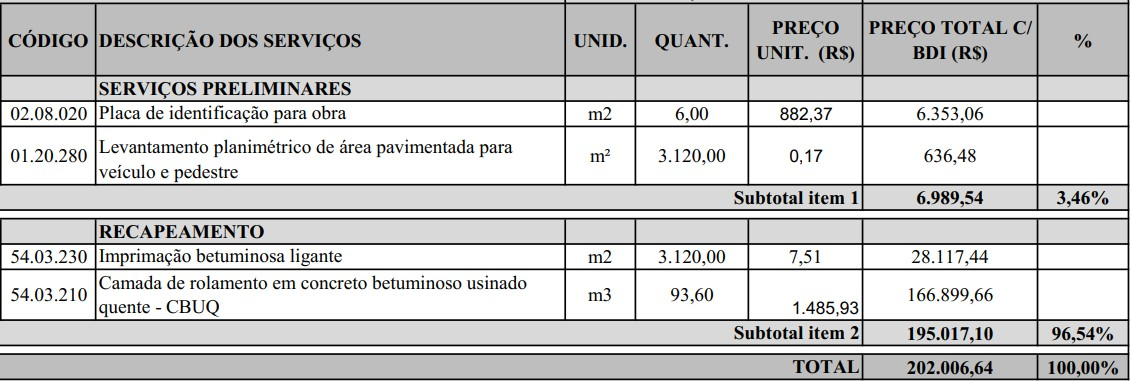 CÓDIGO DESCRIÇÃO DOS SERVIÇOS UNID. QUANT. PREÇO UNIT. (R$) PREÇO TOTAL C/ BDI (R$) %
SERVIÇOS PRELIMINARES
02.08.020 Placa de identificação para obra m2 6,00 882,37 6.353,06
01.20.280 Levantamento planimétrico de área pavimentada para veículo e pedestre m² 3.120,00 0,17 636,48
Subtotal item 1 6.989,54 3,46%
RECAPEAMENTO
54.03.230 Imprimação betuminosa ligante m2 3.120,00 7,51 28.117,44
54.03.210 Camada de rolamento em concreto betuminoso usinado quente - CBUQ m3 93,60 1.485,93 166.899,66
Subtotal item 2 195.017,10 96,54%
TOTAL 202.006,64 100,00%